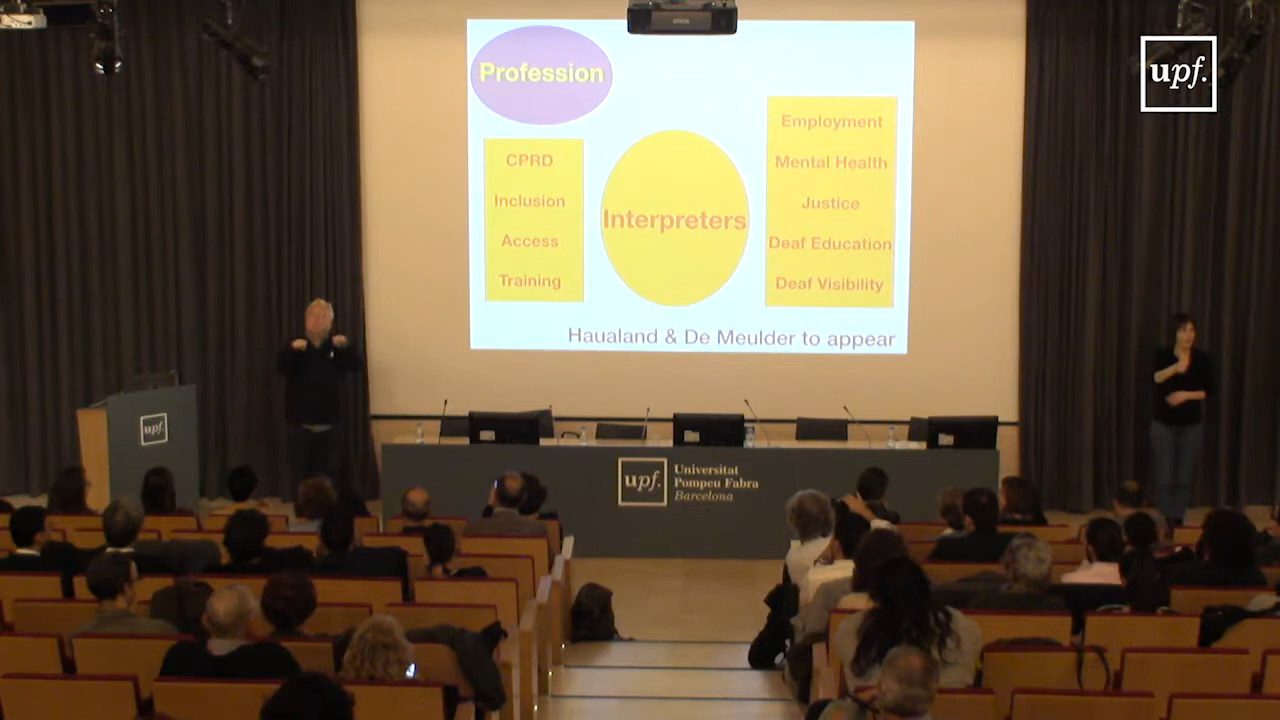 Profession
CPRD
Inclusion
Access
Training
Interpreters
Employment
Mental Health
Justice
Deaf Education
Deaf Visibility
Haualand & De Meulder to appear
upf.
upf.
upf.
Universitat
Pompeu Fabra
Barcelona
EPSON